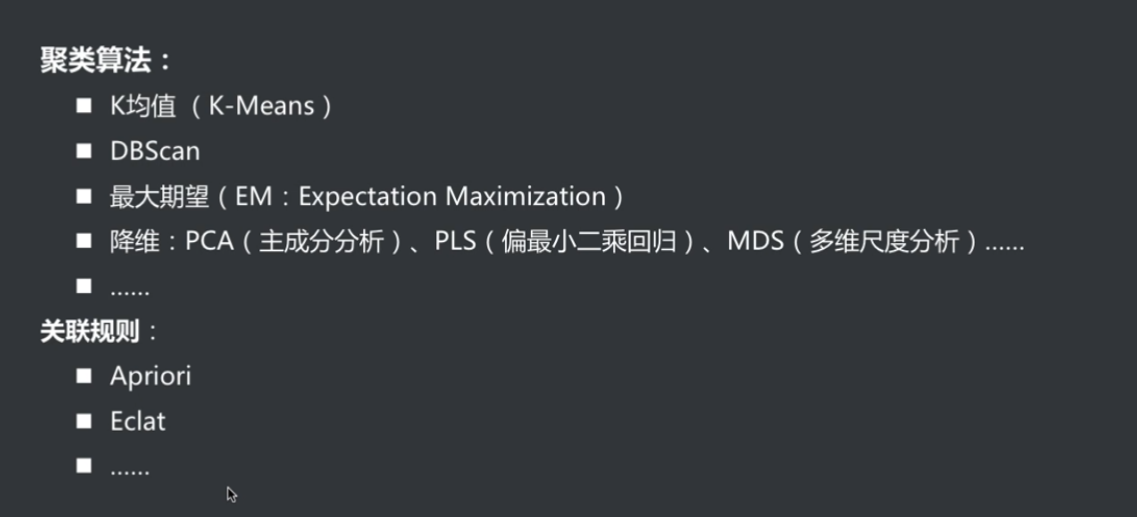 聚类算法：
■ K均值 （K-Means）
■ DBScan
■ 最大期望（EM：Expectation Maximization）
■ 降维：PCA（主成分分析）、PLS（偏最小二乘回归）、MDS（多维尺度分析）……
■ ……
关联规则：
■ Apriori
■ Eclat
■ ……